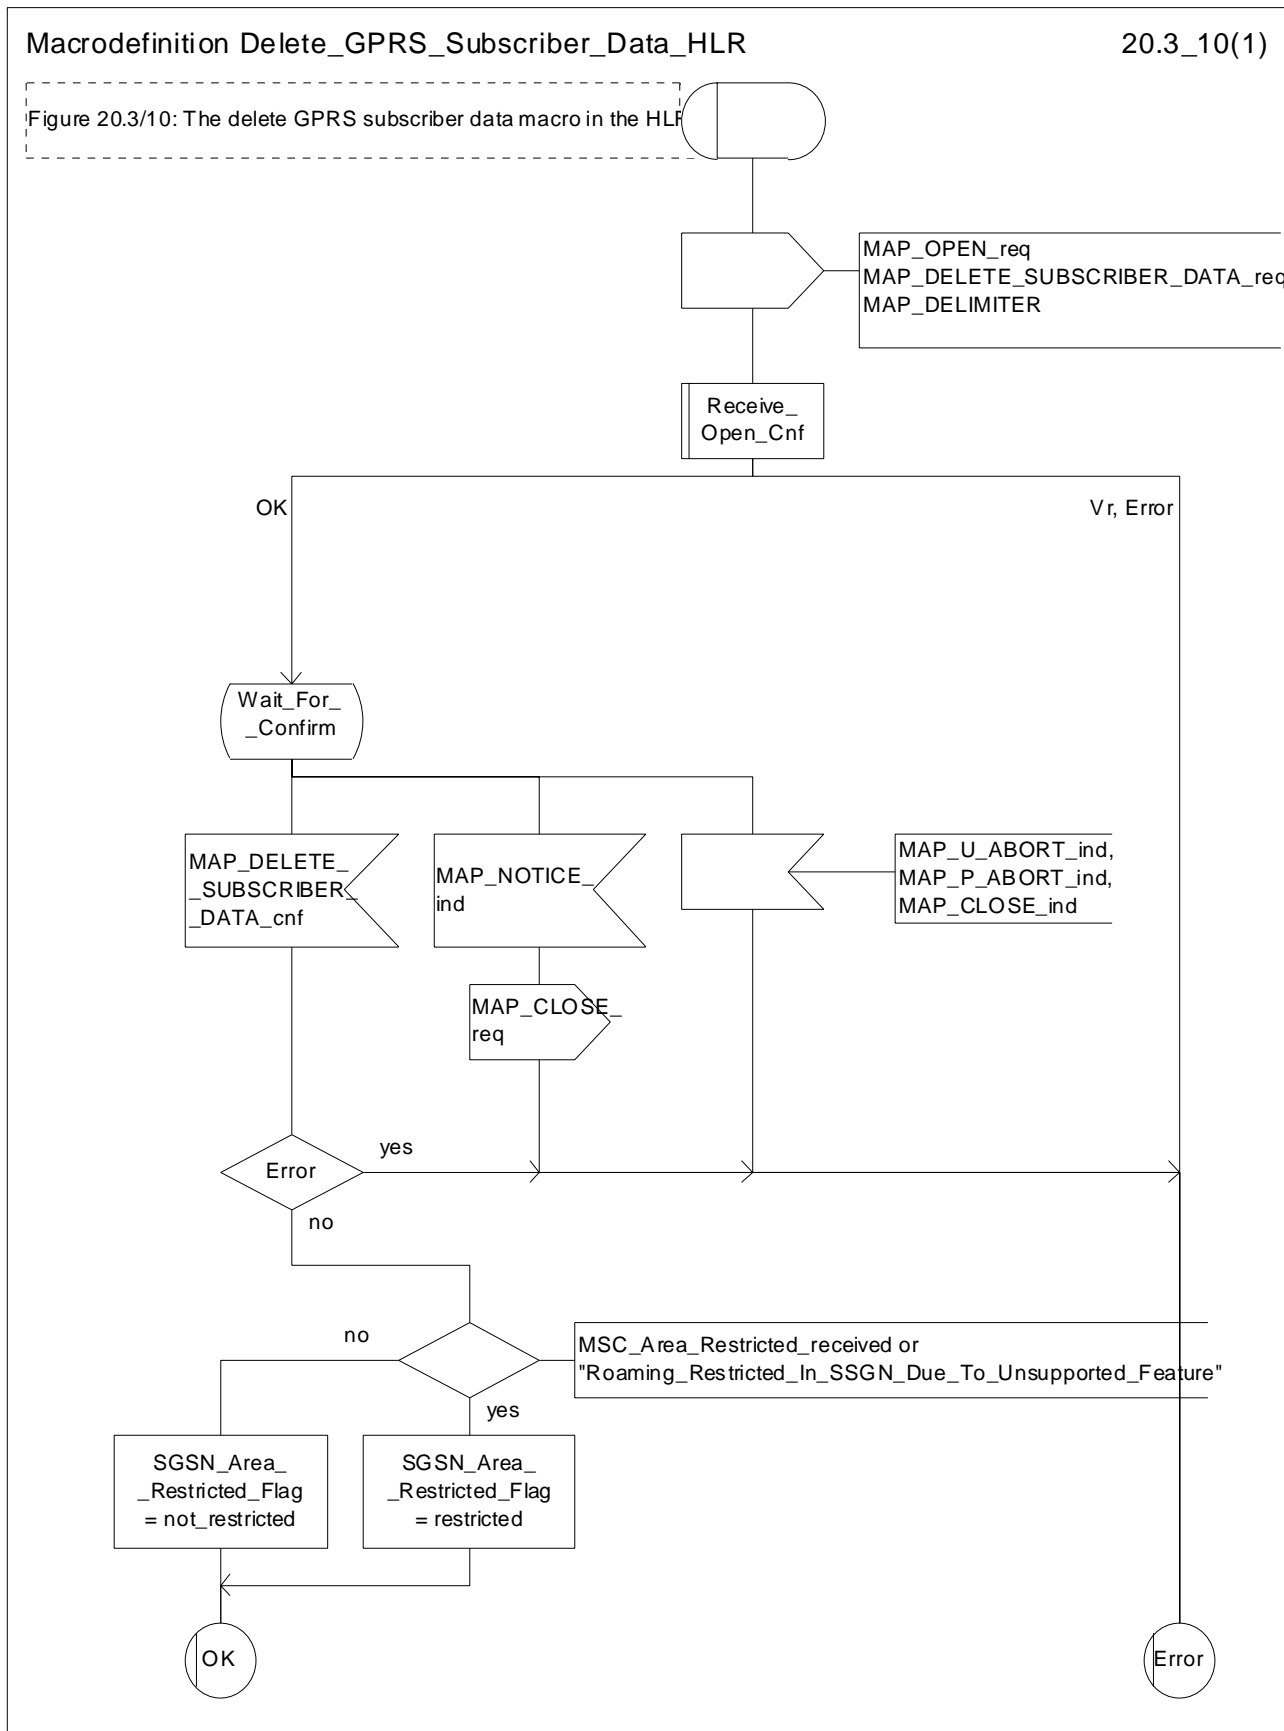 Macrodefinition Delete_GPRS_Subscriber_Data_HLR
20.3_10(1)
Figure 20.3/10: The delete GPRS subscriber data macro in the HLR
MAP_OPEN_req
MAP_DELETE_SUBSCRIBER_DATA_req
MAP_DELIMITER
Receive_
Open_Cnf
OK
Vr, Error
Wait_For_
_Confirm
MAP_DELETE_
_SUBSCRIBER_
_DATA_cnf
MAP_NOTICE_
ind
MAP_U_ABORT_ind,
MAP_P_ABORT_ind,
MAP_CLOSE_ind
MAP_CLOSE_
req
Error
yes
no
no
MSC_Area_Restricted_received or
"Roaming_Restricted_In_SSGN_Due_To_Unsupported_Feature"
yes
SGSN_Area_
_Restricted_Flag
= not_restricted
SGSN_Area_
_Restricted_Flag
= restricted
OK
Error